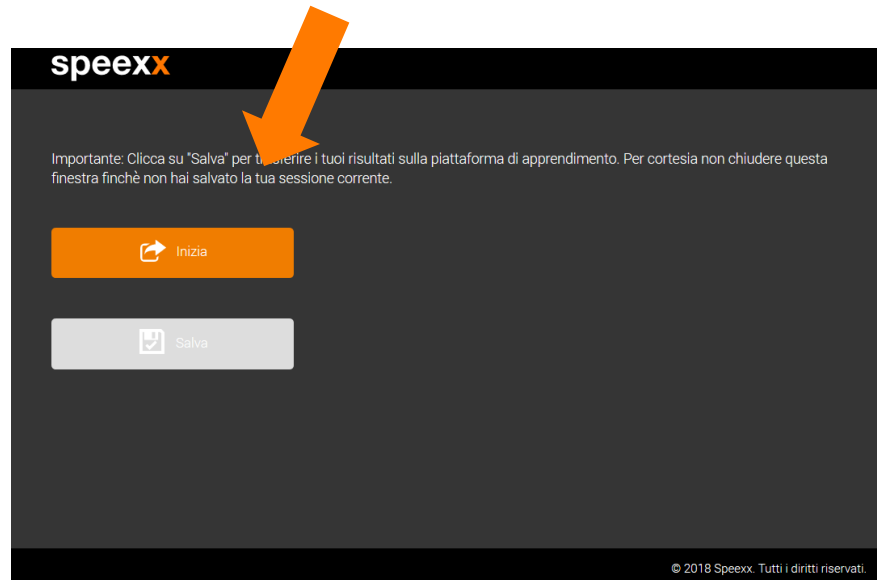 speexx
Importante: Clicca su "Salva" per trasferire i tuoi risultati sulla piattaforma di apprendimento. Per cortesia non chiudere questa
finestra finchè non hai salvato la tua sessione corrente.
Inizia
Salva
© 2018 Speexx. Tutti i diritti riservati.